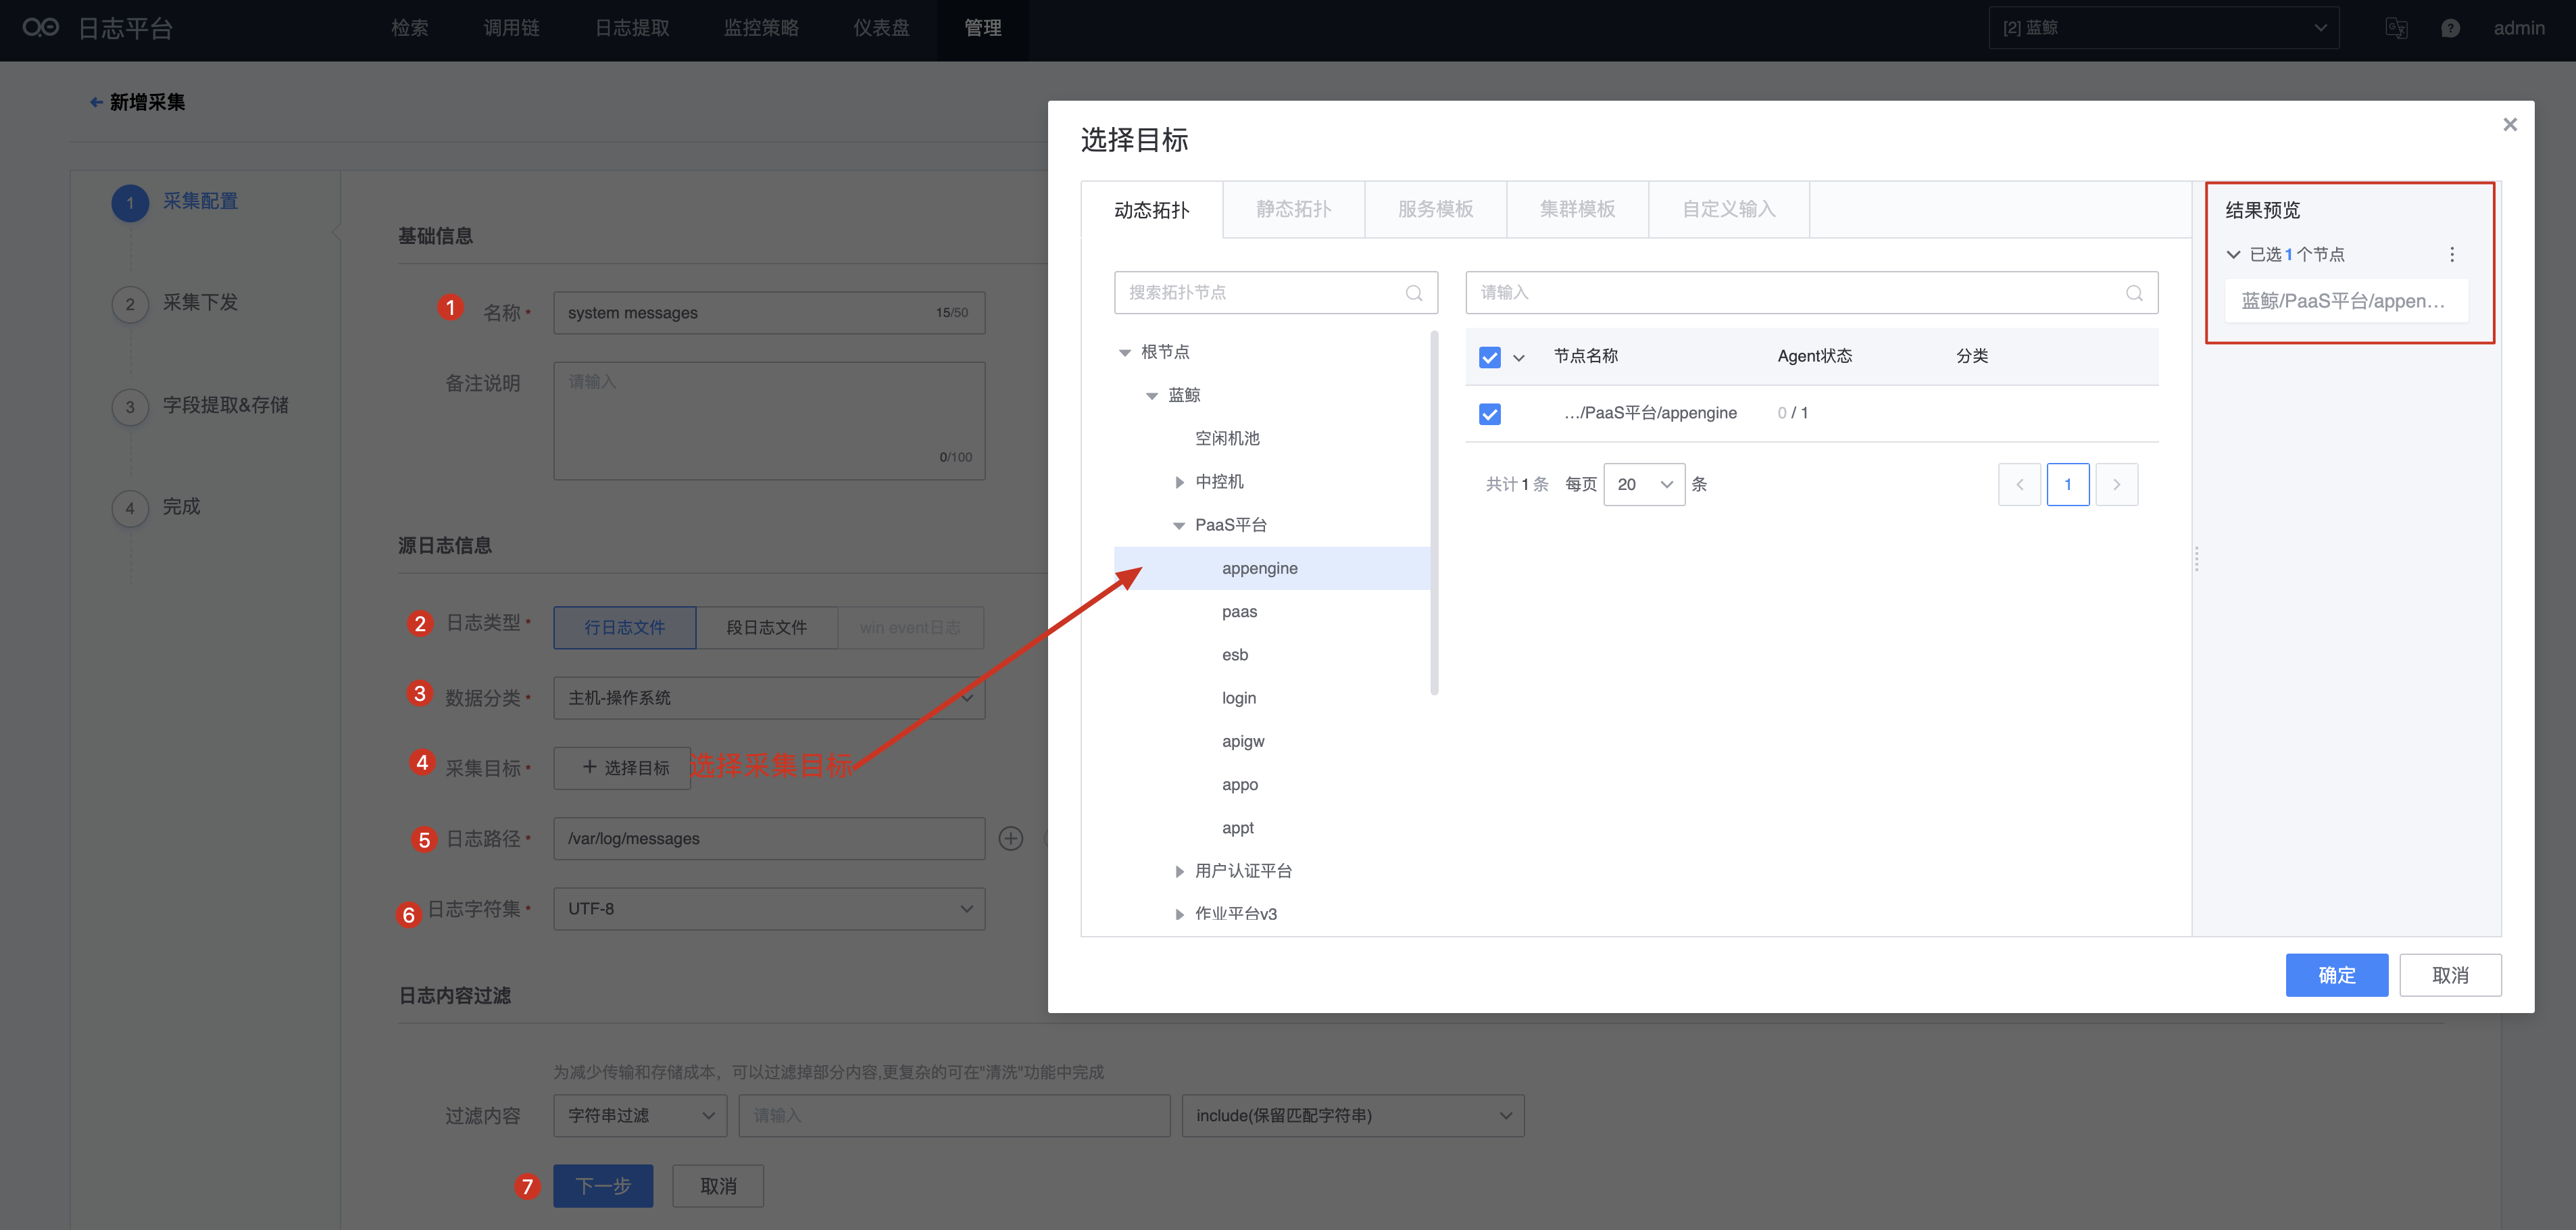 日志平台
检索
调用链
日志提取
监控策略
仪表盘
管理
[2] 蓝鲸
admin
新增采集
1 采集配置
2 采集下发
3 字段提取&存储
4 完成
基础信息
1 名称* system messages 15/50
备注说明 请输入
0/100
源日志信息
2 日志类型* 行日志文件 段日志文件 win event日志
3 数据分类* 主机-操作系统
4 采集目标* + 选择目标 选择采集目标
5 日志路径* /var/log/messages
6 日志字符集* UTF-8
日志内容过滤
为减少传输和存储成本，可以过滤掉部分内容,更复杂的可在"清洗"功能中完成
过滤内容 字符串过滤 请输入 include(保留匹配字符串)
7 下一步 取消
选择目标
动态拓扑 静态拓扑 服务模板 集群模板 自定义输入
搜索拓扑节点
根节点
蓝鲸
空闲机池
中控机
PaaS平台
appengine
paas
esb
login
apigw
appo
appt
用户认证平台
作业平台v3
请输入
节点名称 Agent状态 分类
.../PaaS平台/appengine 0 / 1
共计 1 条 每页 20 条
1
结果预览
已选 1 个节点
蓝鲸/PaaS平台/appen...
确定 取消